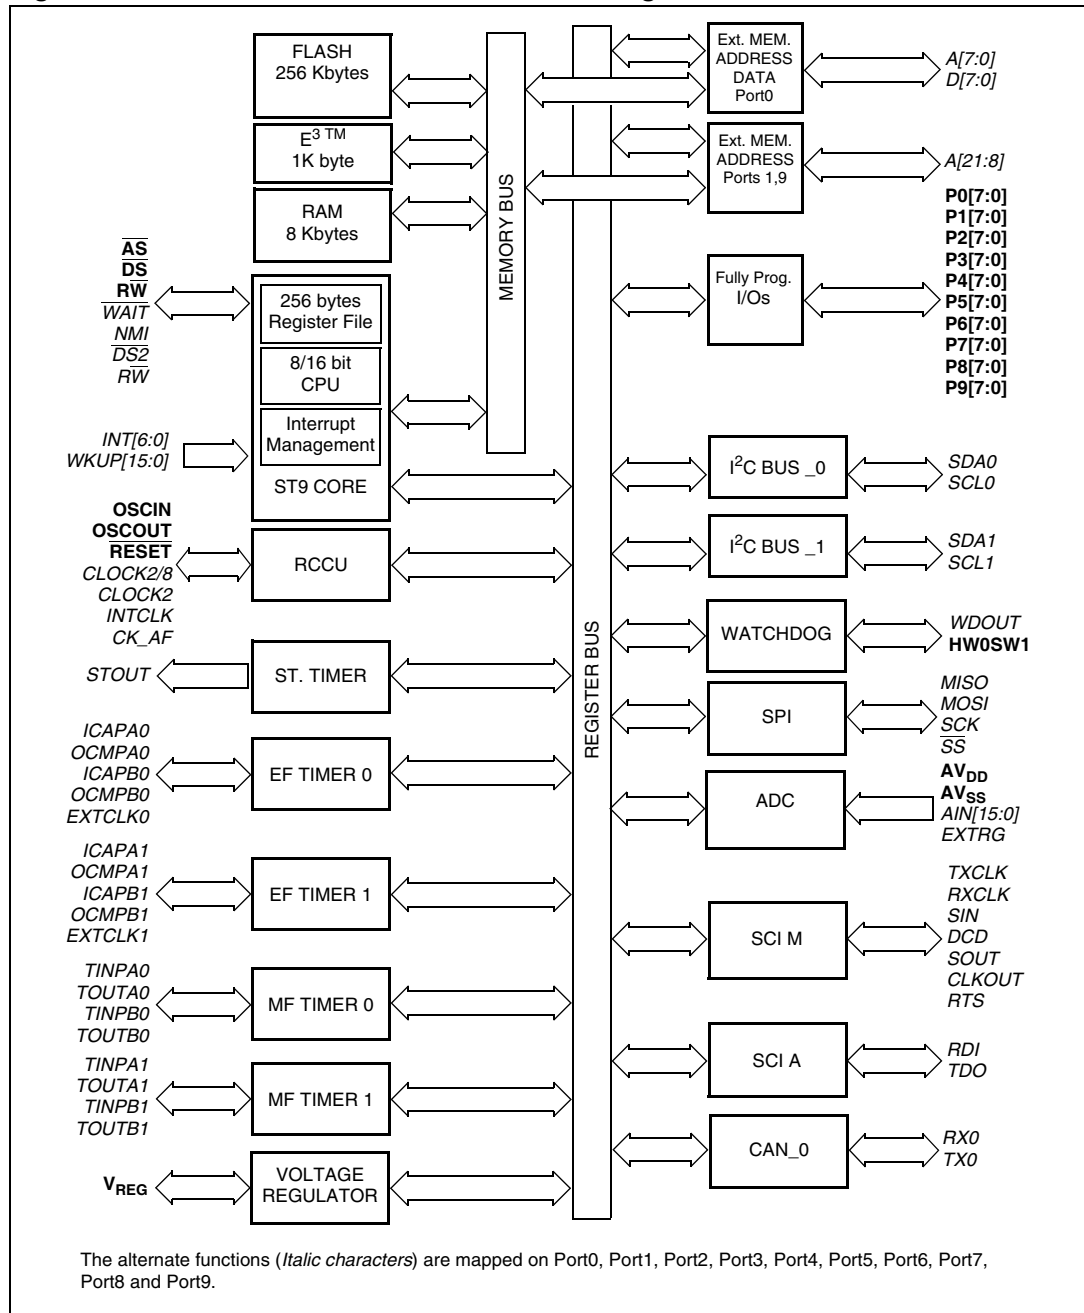 FLASH
256 Kbytes
E3 TM
1K byte
RAM
8 Kbytes
AS
DS
RW
WAIT
NMI
DS2
RW
256 bytes
Register File
8/16 bit
CPU
Interrupt
Management
ST9 CORE
INT[6:0]
WKUP[15:0]
OSCIN
OSCOUT
RESET
CLOCK2/8
CLOCK2
INTCLK
CK_AF
RCCU
STOUT
ST. TIMER
ICAPA0
OCMPA0
ICAPB0
OCMPB0
EXTCLK0
EF TIMER 0
ICAPA1
OCMPA1
ICAPB1
OCMPB1
EXTCLK1
EF TIMER 1
TINPA0
TOUTA0
TINPB0
TOUTB0
MF TIMER 0
TINPA1
TOUTA1
TINPB1
TOUTB1
MF TIMER 1
VREG
VOLTAGE
REGULATOR
MEMORY BUS
REGISTER BUS
Ext. MEM.
ADDRESS
DATA
Port0
A[7:0]
D[7:0]
Ext. MEM.
ADDRESS
Ports 1,9
A[21:8]
Fully Prog.
I/Os
P0[7:0]
P1[7:0]
P2[7:0]
P3[7:0]
P4[7:0]
P5[7:0]
P6[7:0]
P7[7:0]
P8[7:0]
P9[7:0]
I2C BUS _0
SDA0
SCL0
I2C BUS _1
SDA1
SCL1
WATCHDOG
WDOUT
HW0SW1
SPI
MISO
MOSI
SCK
SS
ADC
AVDD
AVSS
AIN[15:0]
EXTRG
SCI M
TXCLK
RXCLK
SIN
DCD
SOUT
CLKOUT
RTS
SCI A
RDI
TDO
CAN_0
RX0
TX0
The alternate functions (Italic characters) are mapped on Port0, Port1, Port2, Port3, Port4, Port5, Port6, Port7,
Port8 and Port9.